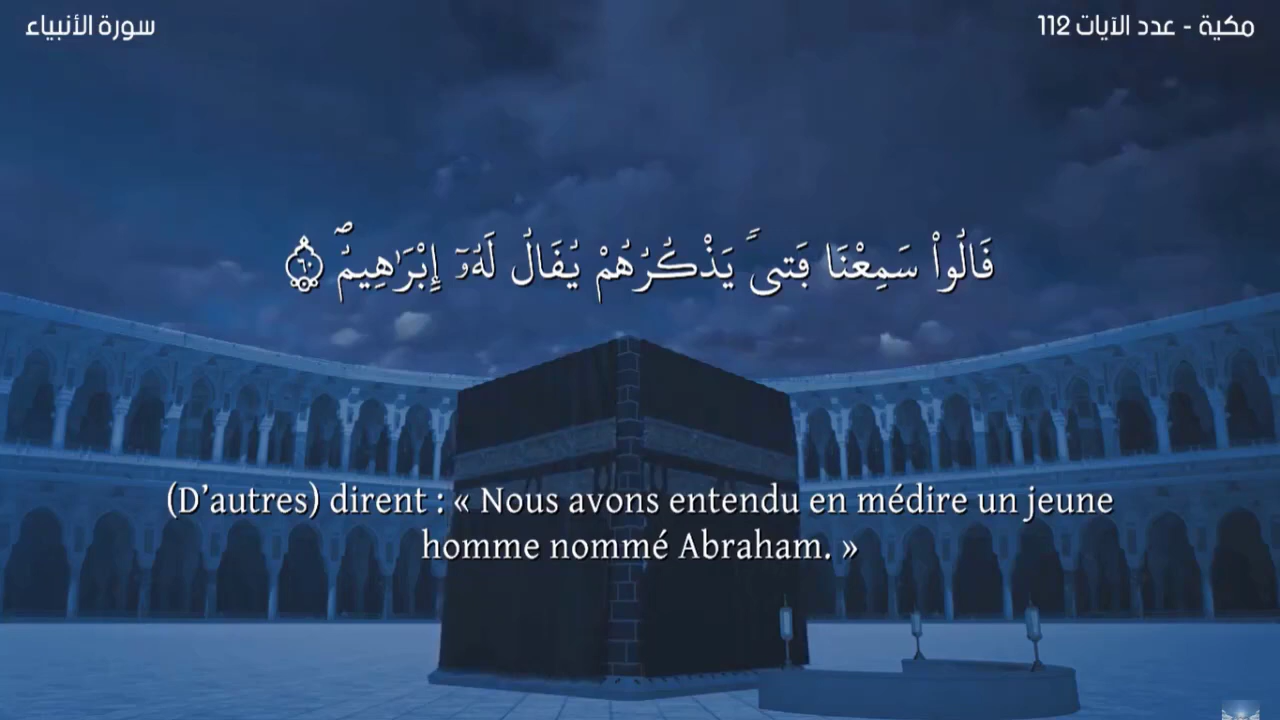 مكية - عدد الآيات 112
سورة الأنبياء
قَالُواْ سَمِعْنَا فَتىٗ يَذْكُرُهُمْ يُقَالُ لَهُۥٓ إِبْرَٰهِيمُۖ ٦٠
(D’autres) dirent : « Nous avons entendu en médire un jeune
homme nommé Abraham. »